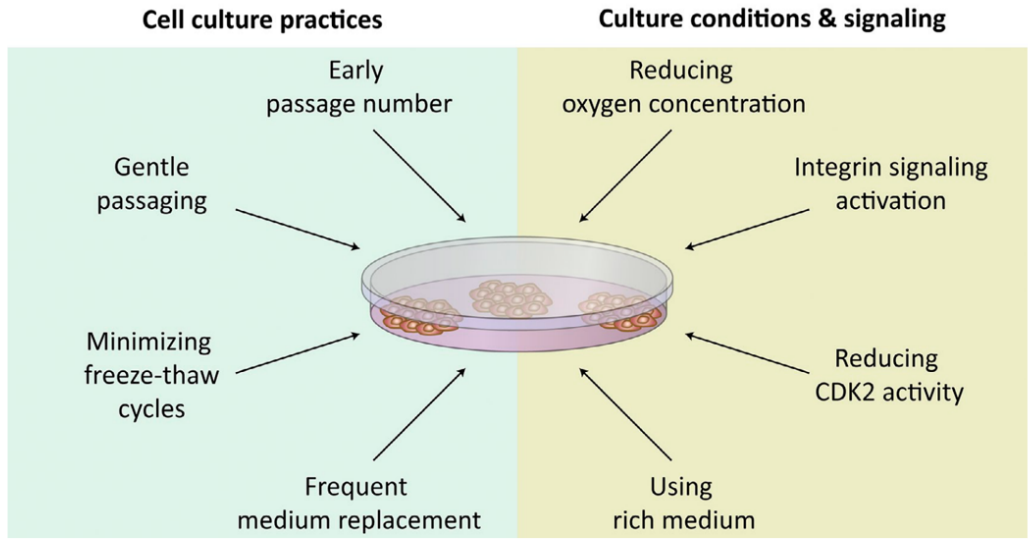 Cell culture practices
Culture conditions & signaling
Early
passage number
Reducing
oxygen concentration
Gentle
passaging
Integrin signaling
activation
Minimizing
freeze-thaw
cycles
Reducing
CDK2 activity
Frequent
medium replacement
Using
rich medium